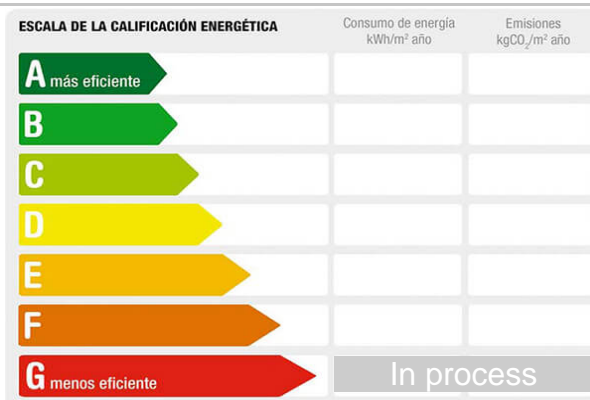 ESCALA DE LA CALIFICACIÓN ENERGÉTICA
Consumo de energía
kWh/m² año
Emisiones
kgCO₂/m² año
A más eficiente
B
C
D
E
F
G menos eficiente
In process